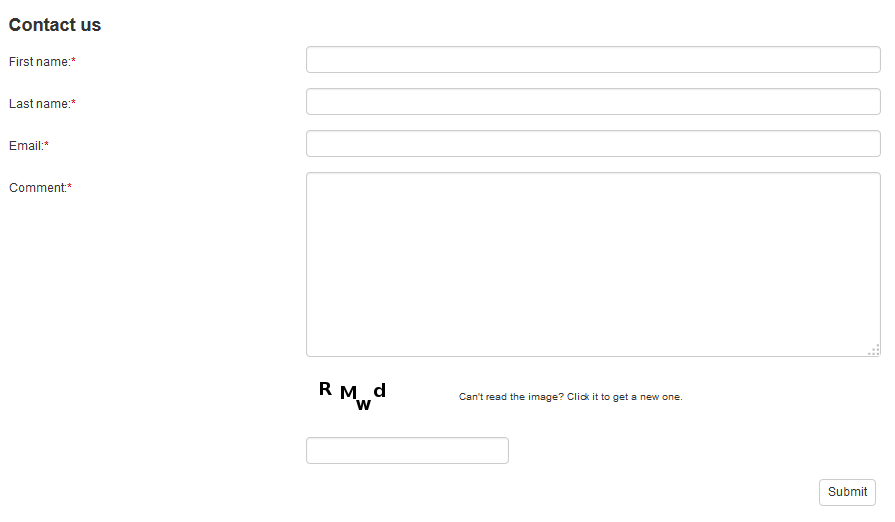 Contact us
First name:*
Last name:*
Email:*
Comment:*
R M w d
Can't read the image? Click it to get a new one.
Submit